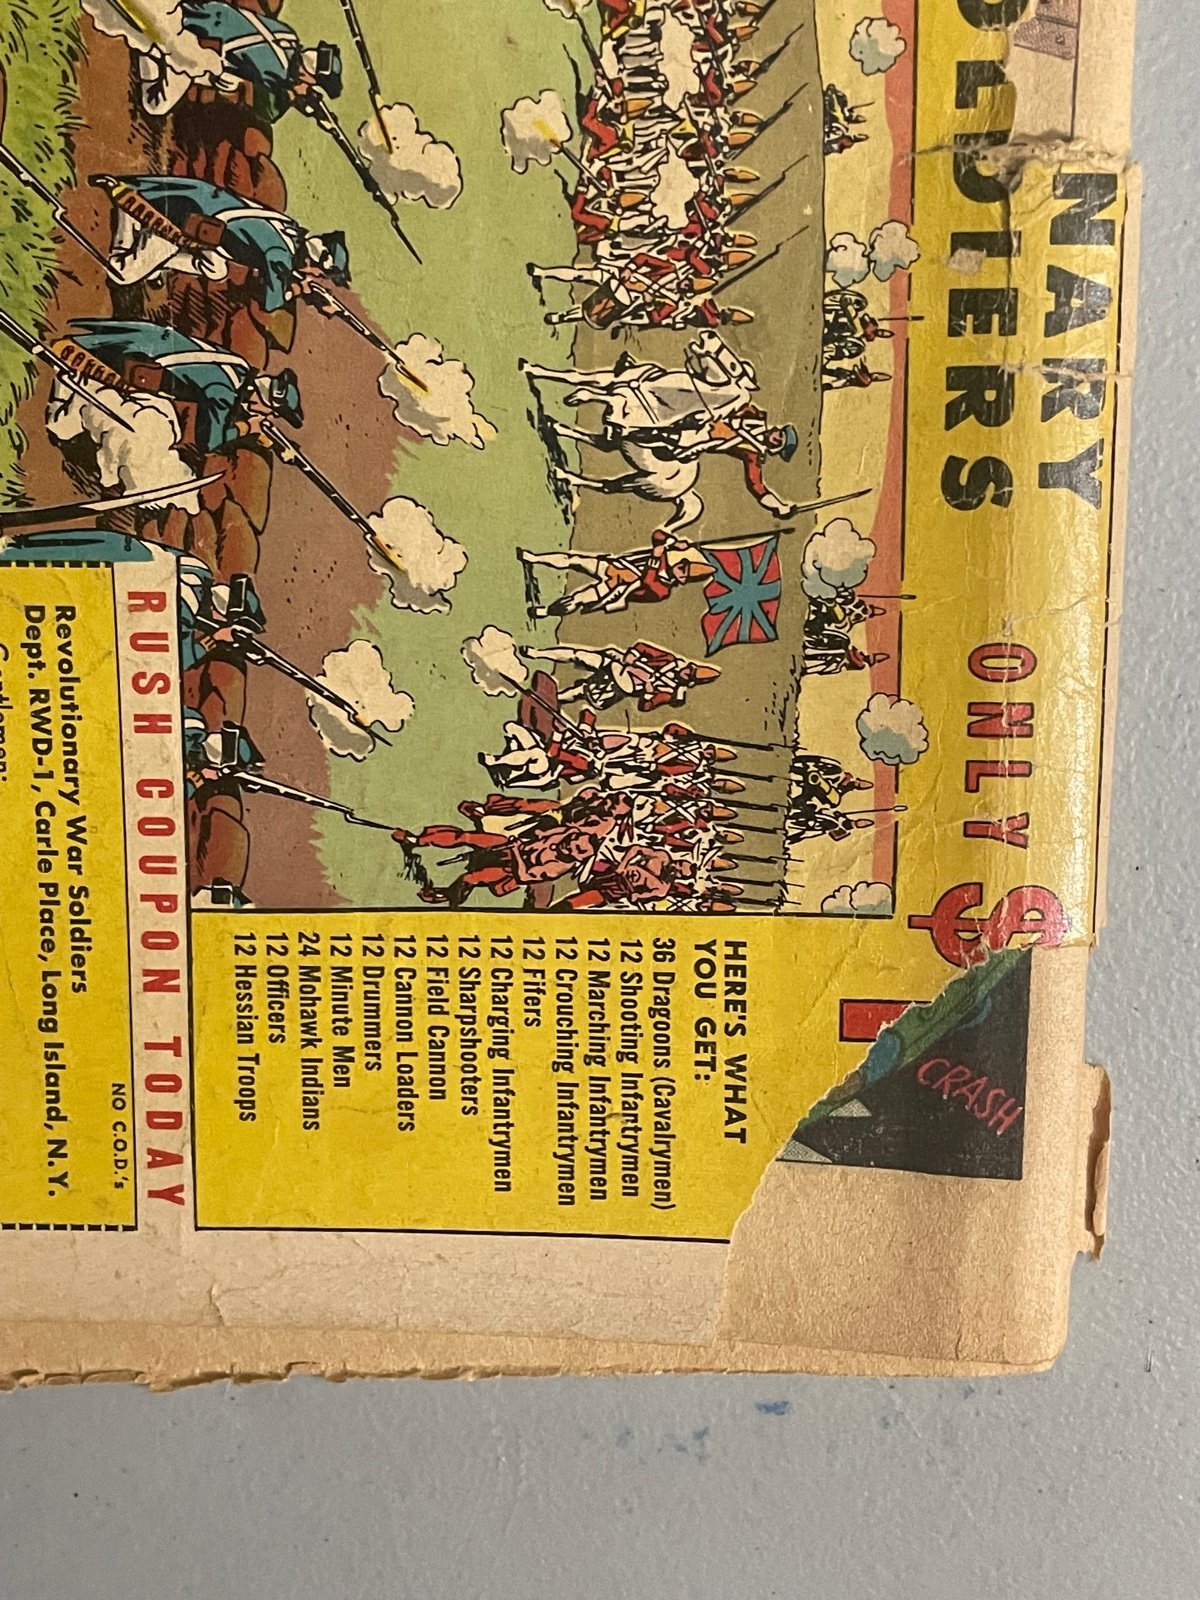 NARY
OLDIERS ONLY $1
CRASH
HERE'S WHAT
YOU GET:
36 Dragoons (Cavalrymen)
12 Shooting Infantrymen
12 Marching Infantrymen
12 Crouching Infantrymen
12 Fifers
12 Charging Infantrymen
12 Sharpshooters
12 Field Cannon
12 Cannon Loaders
12 Drummers
12 Minute Men
24 Mohawk Indians
12 Officers
12 Hessian Troops
RUSH COUPON TODAY
NO C.O.D.'s
Revolutionary War Soldiers
Dept. RWD-1, Carle Place, Long Island, N.Y.